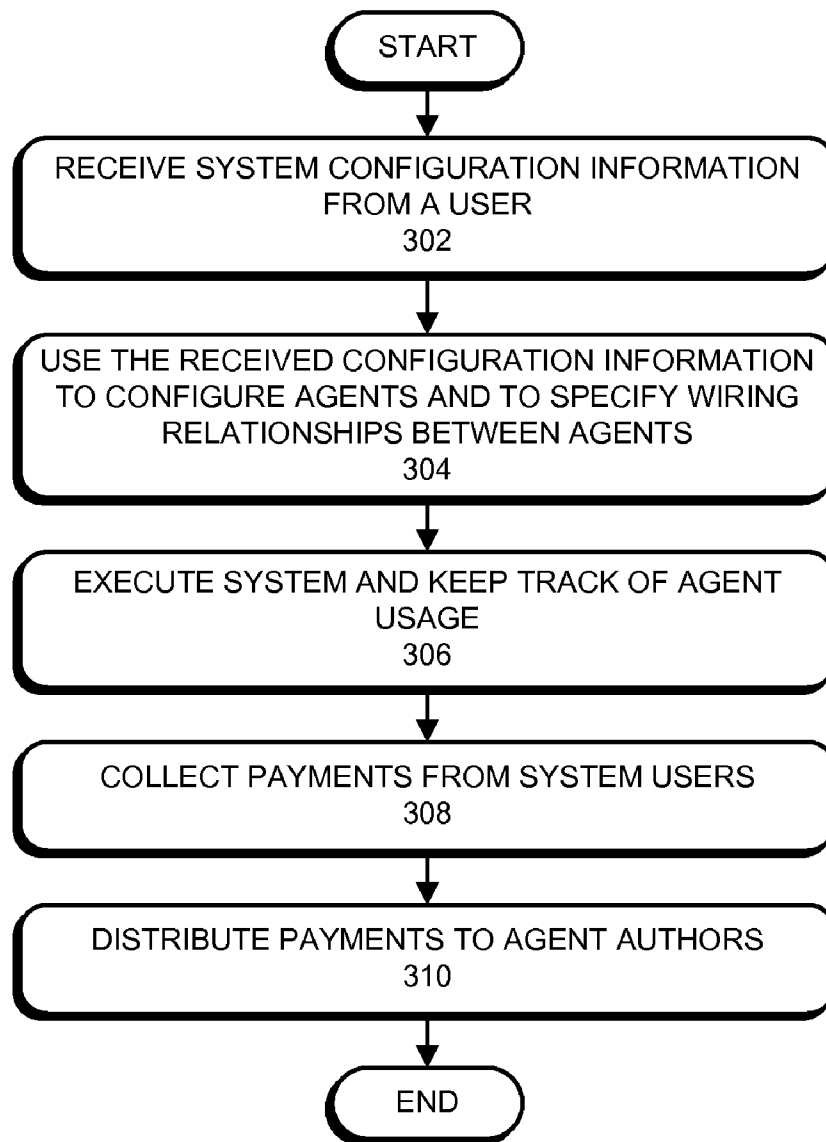 START
RECEIVE SYSTEM CONFIGURATION INFORMATION
FROM A USER
302
USE THE RECEIVED CONFIGURATION INFORMATION
TO CONFIGURE AGENTS AND TO SPECIFY WIRING
RELATIONSHIPS BETWEEN AGENTS
304
EXECUTE SYSTEM AND KEEP TRACK OF AGENT
USAGE
306
COLLECT PAYMENTS FROM SYSTEM USERS
308
DISTRIBUTE PAYMENTS TO AGENT AUTHORS
310
END